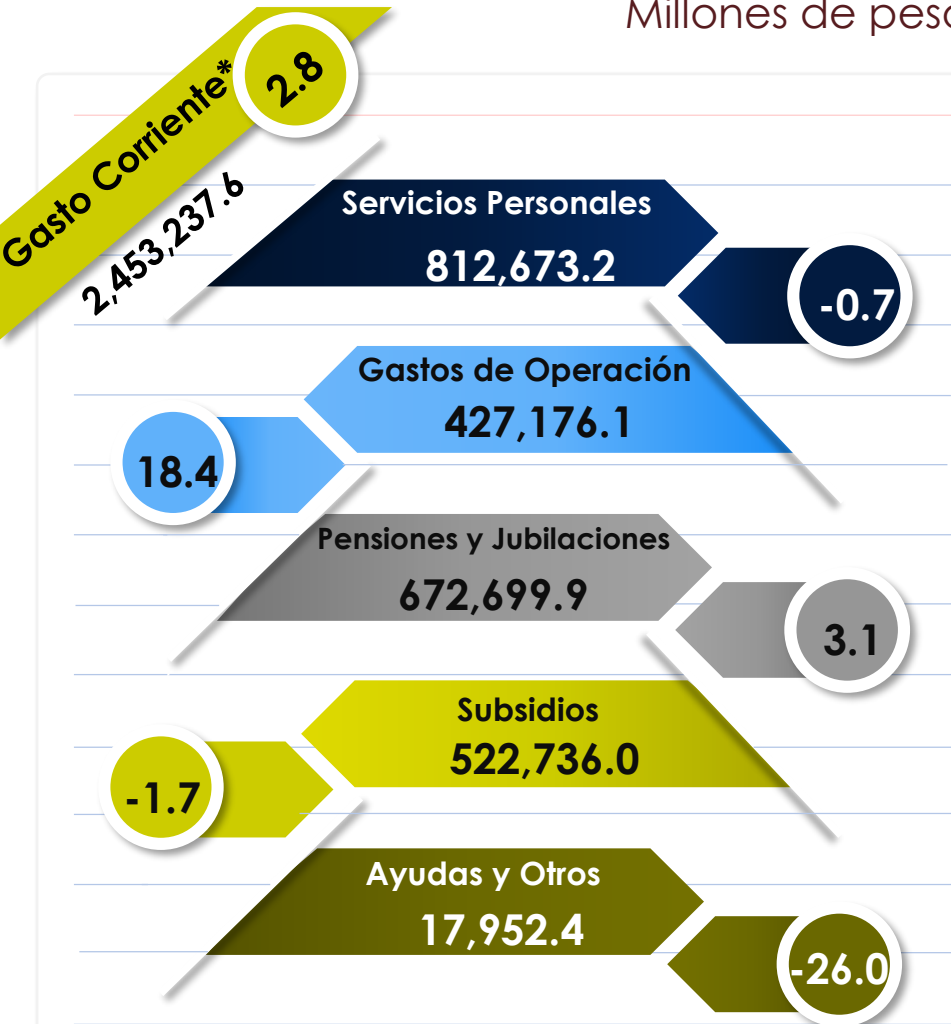 Millones de
Gasto Corriente*
2.8
2,453,237.6
Servicios Personales
812,673.2
-0.7
Gastos de Operación
427,176.1
18.4
Pensiones y Jubilaciones
672,699.9
3.1
Subsidios
522,736.0
-1.7
Ayudas y Otros
17,952.4
-26.0